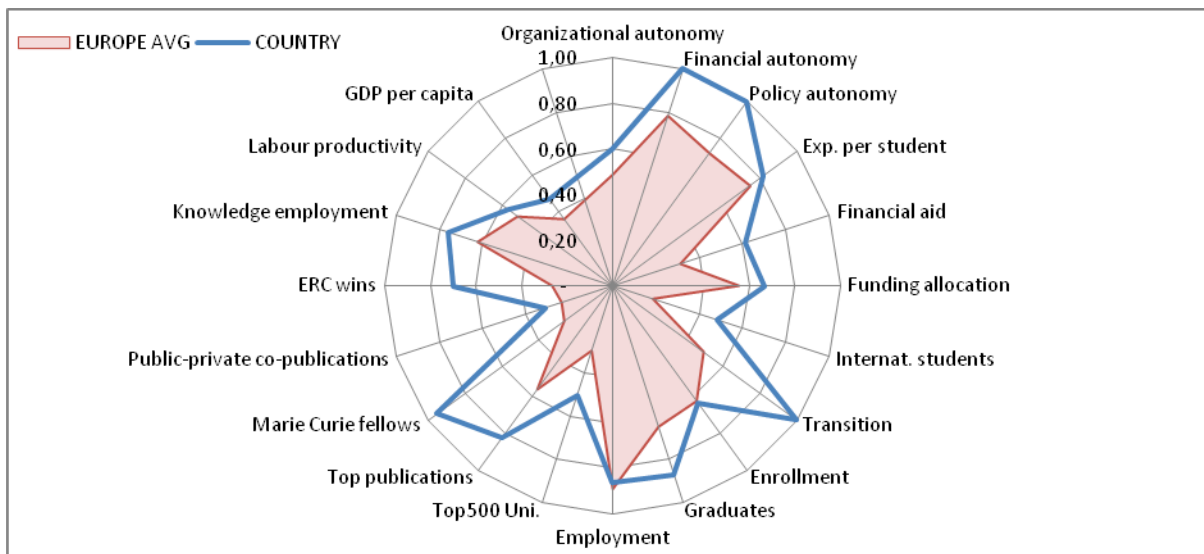 EUROPE AVG
COUNTRY
Organizational autonomy
Financial autonomy
Policy autonomy
Exp. per student
Financial aid
Funding allocation
Internat. students
Transition
Enrollment
Graduates
Employment
Top500 Uni.
Top publications
Marie Curie fellows
Public-private co-publications
ERC wins
Knowledge employment
Labour productivity
GDP per capita
1,00
0,80
0,60
0,40
0,20
-